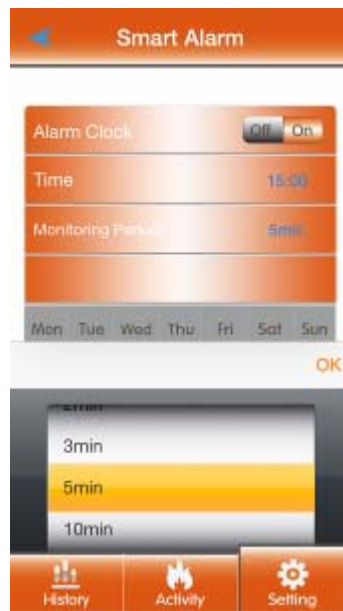 Smart Alarm
Alarm Clock Off On
Time 15:00
Monitoring Period 5min
Mon Tue Wed Thu Fri Sat Sun
OK
2min
3min
5min
10min
History Activity Setting